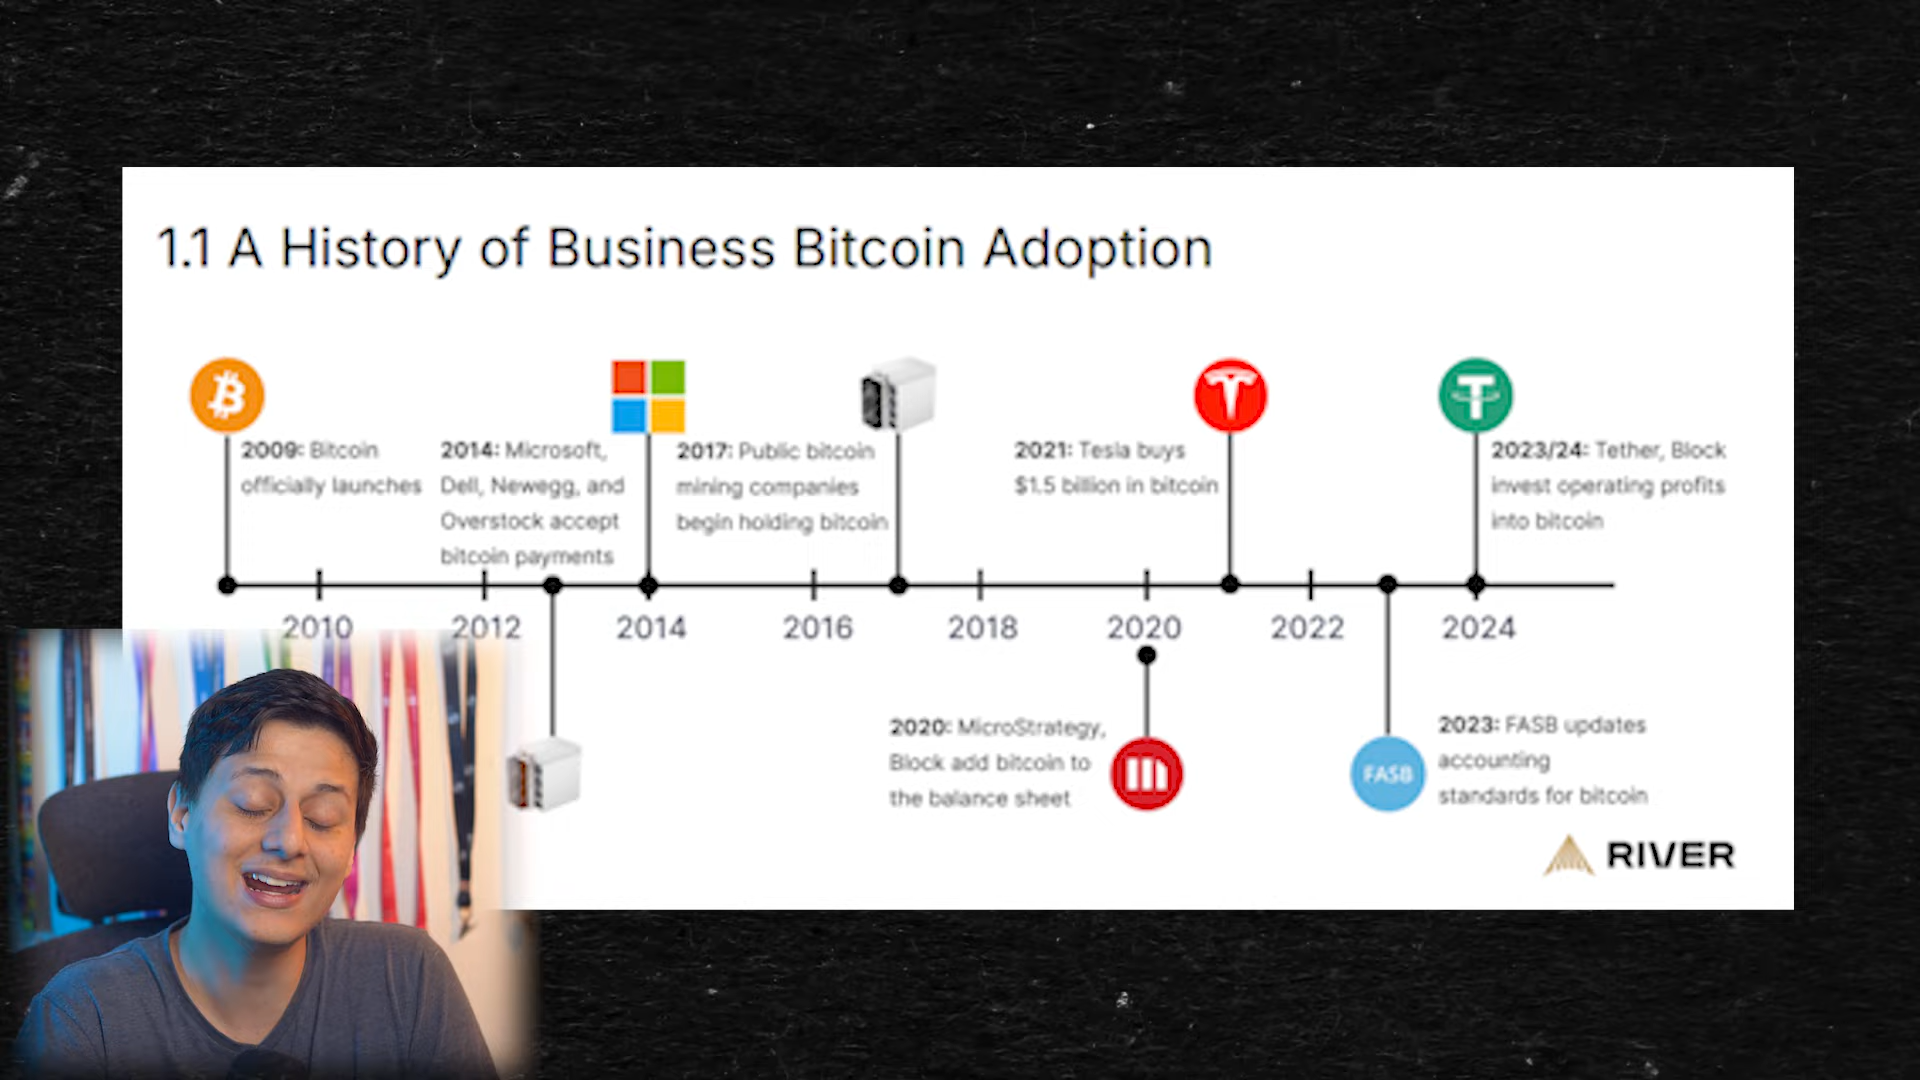 1.1 A History of Business Bitcoin Adoption
2009: Bitcoin
officially launches
2014: Microsoft,
Dell, Newegg, and
Overstock accept
bitcoin payments
2017: Public bitcoin
mining companies
begin holding bitcoin
2021: Tesla buys
$1.5 billion in bitcoin
2023/24: Tether, Block
invest operating profits
into bitcoin
2010
2012
2014
2016
2018
2020
2022
2024
2020: MicroStrategy,
Block add bitcoin to
the balance sheet
FASB
2023: FASB updates
accounting
standards for bitcoin
RIVER